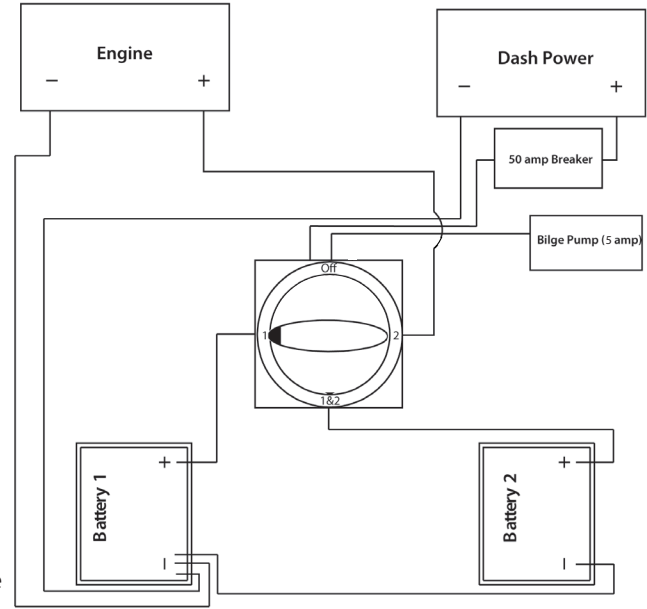 Engine
− +
Dash Power
− +
50 amp Breaker
Bilge Pump (5 amp)
Off
1
2
1&2
+
Battery 1
−
+
Battery 2
−